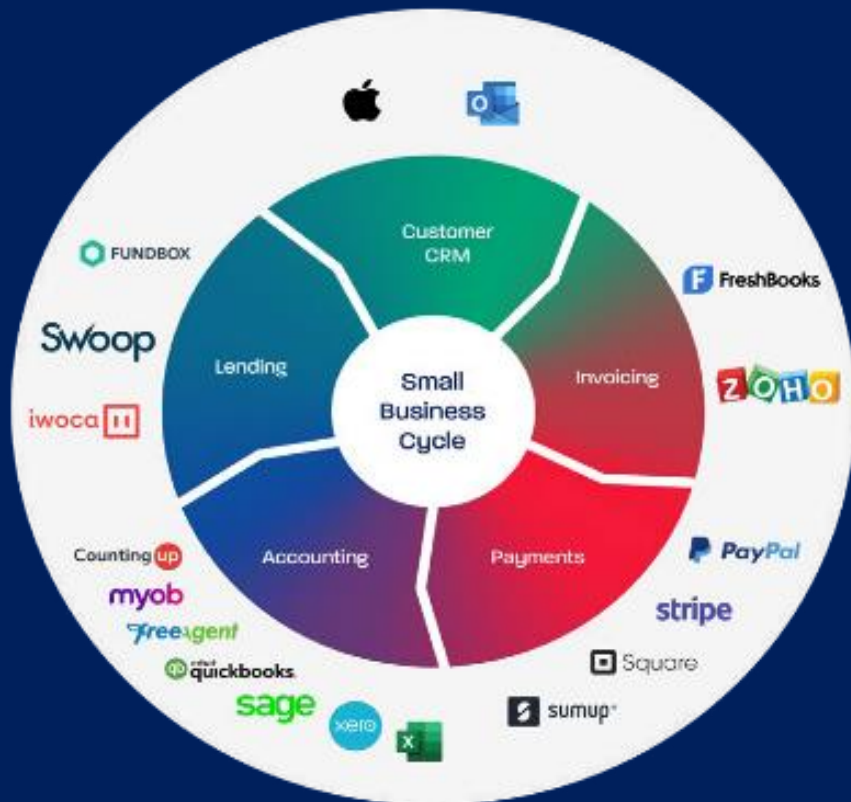 Customer
CRM
FUNDBOX
FreshBooks
Swoop
Lending
Small
Business
Cycle
Invoicing
ZOHO
iwoca
Counting up
Accounting
Payments
PayPal
myob
stripe
freeagent
intuit
quickbooks.
Square
sage
sumup
xero